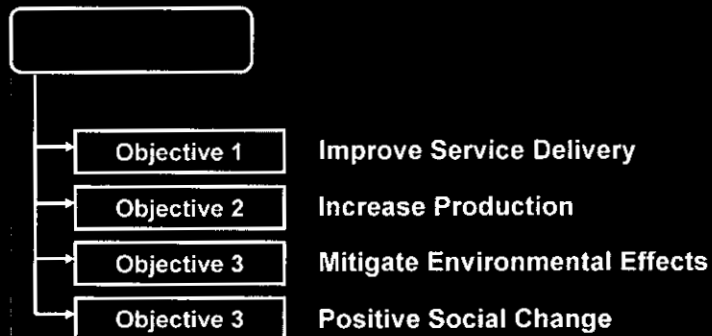 Objective 1 Improve Service Delivery
Objective 2 Increase Production
Objective 3 Mitigate Environmental Effects
Objective 3 Positive Social Change